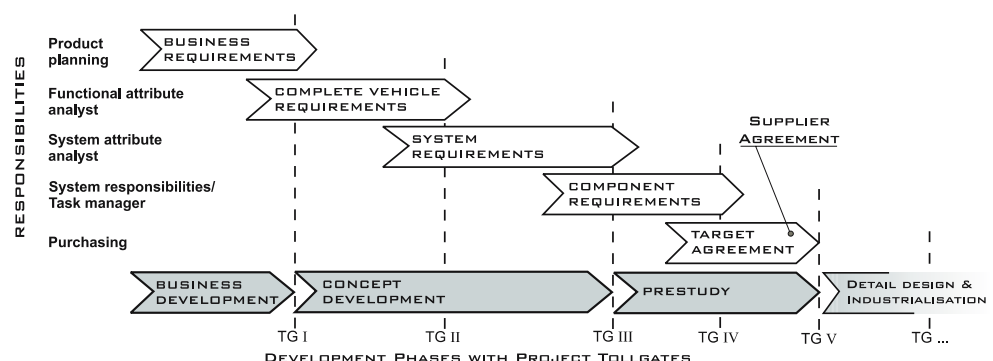 RESPONSIBILITIES
Product
planning
BUSINESS
REQUIREMENTS
Functional attribute
analyst
COMPLETE VEHICLE
REQUIREMENTS
System attribute
analyst
SYSTEM
REQUIREMENTS
SUPPLIER
AGREEMENT
System responsibilities/
Task manager
COMPONENT
REQUIREMENTS
Purchasing
TARGET
AGREEMENT
BUSINESS
DEVELOPMENT
CONCEPT
DEVELOPMENT
PRESTUDY
DETAIL DESIGN &
INDUSTRIALISATION
TG I
TG II
TG III
TG IV
TG V
TG ...
DEVELOPMENT PHASES WITH PROJECT TOLLGATES